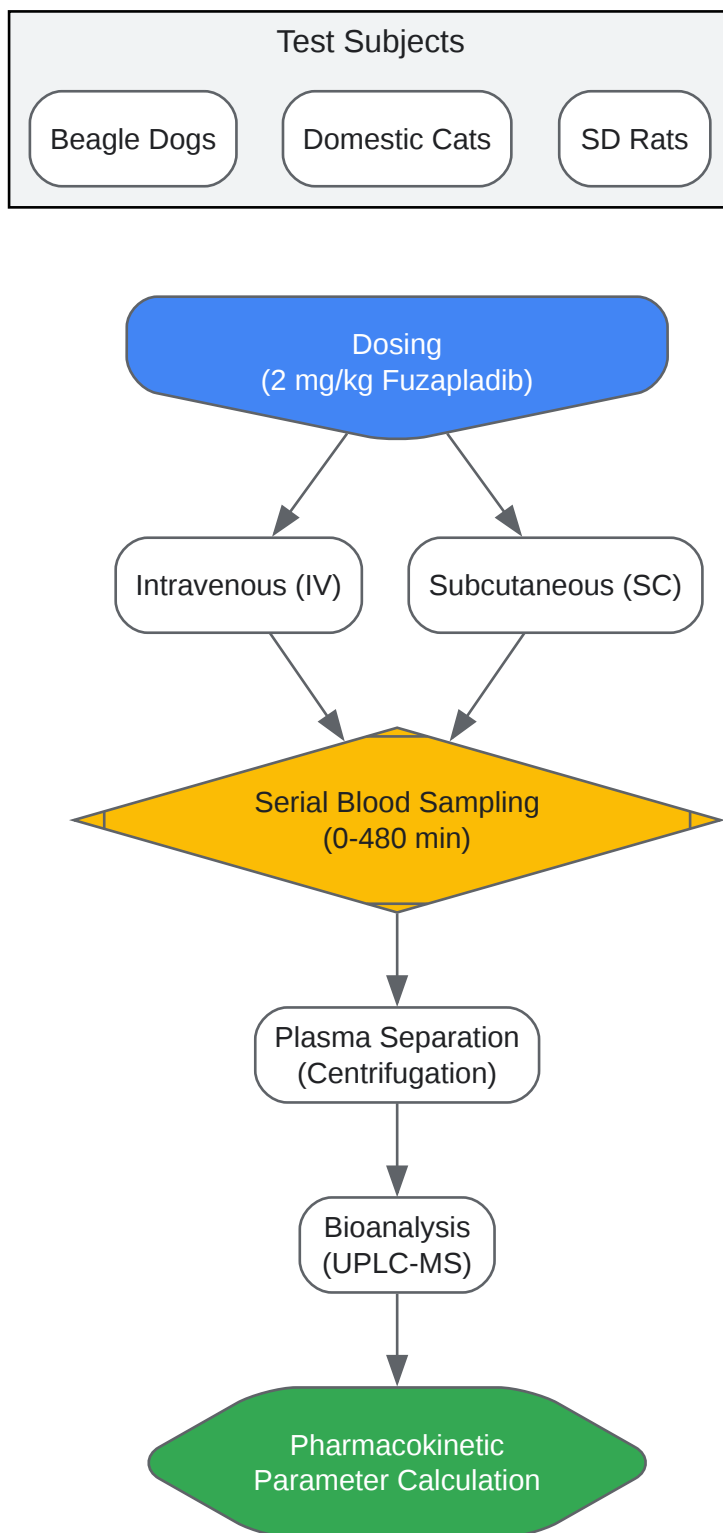 Test Subjects
Beagle Dogs
Domestic Cats
SD Rats
Dosing
(2 mg/kg Fuzapladib)
Intravenous (IV)
Subcutaneous (SC)
Serial Blood Sampling
(0-480 min)
Plasma Separation
(Centrifugation)
Bioanalysis
(UPLC-MS)
Pharmacokinetic
Parameter Calculation